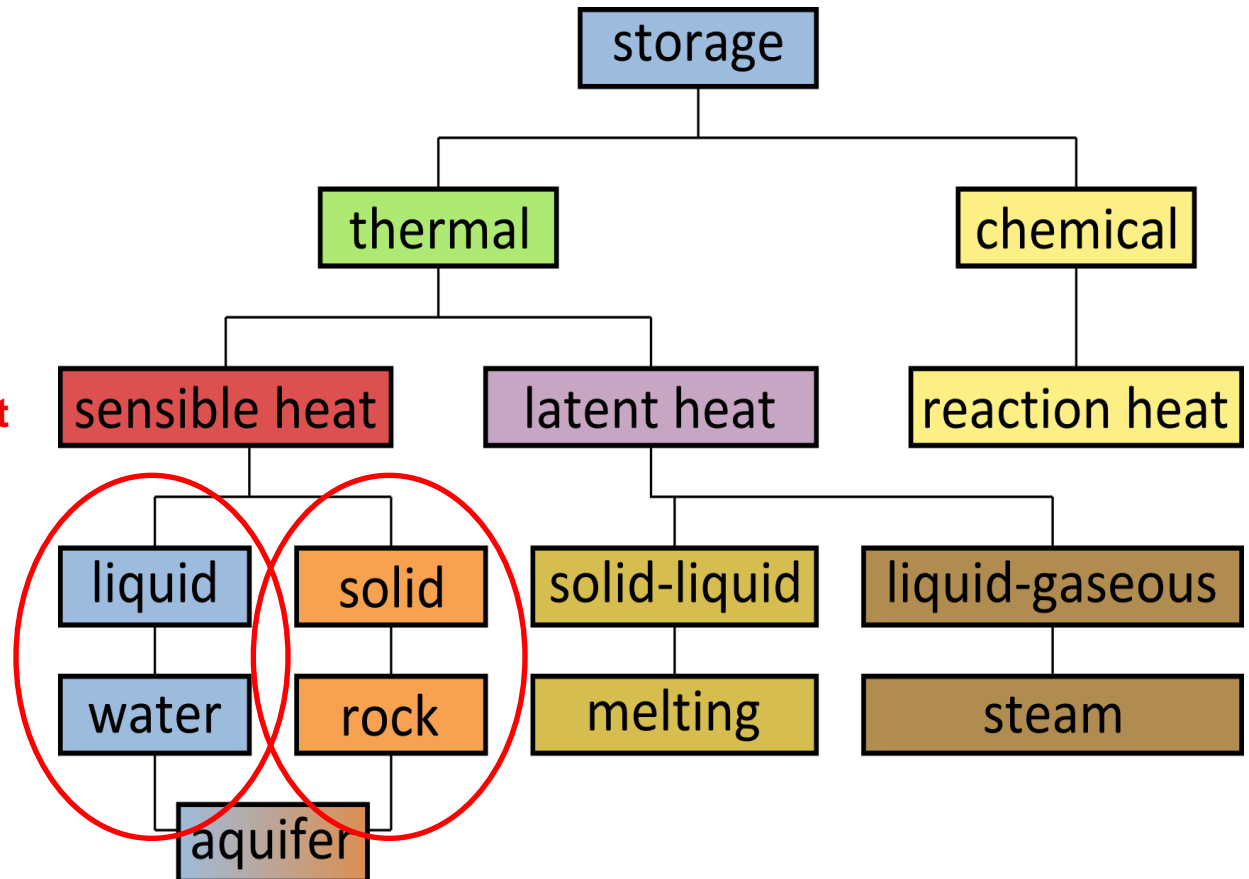 storage
thermal
chemical
sensible heat
latent heat
reaction heat
liquid
solid
solid-liquid
liquid-gaseous
water
rock
melting
steam
aquifer